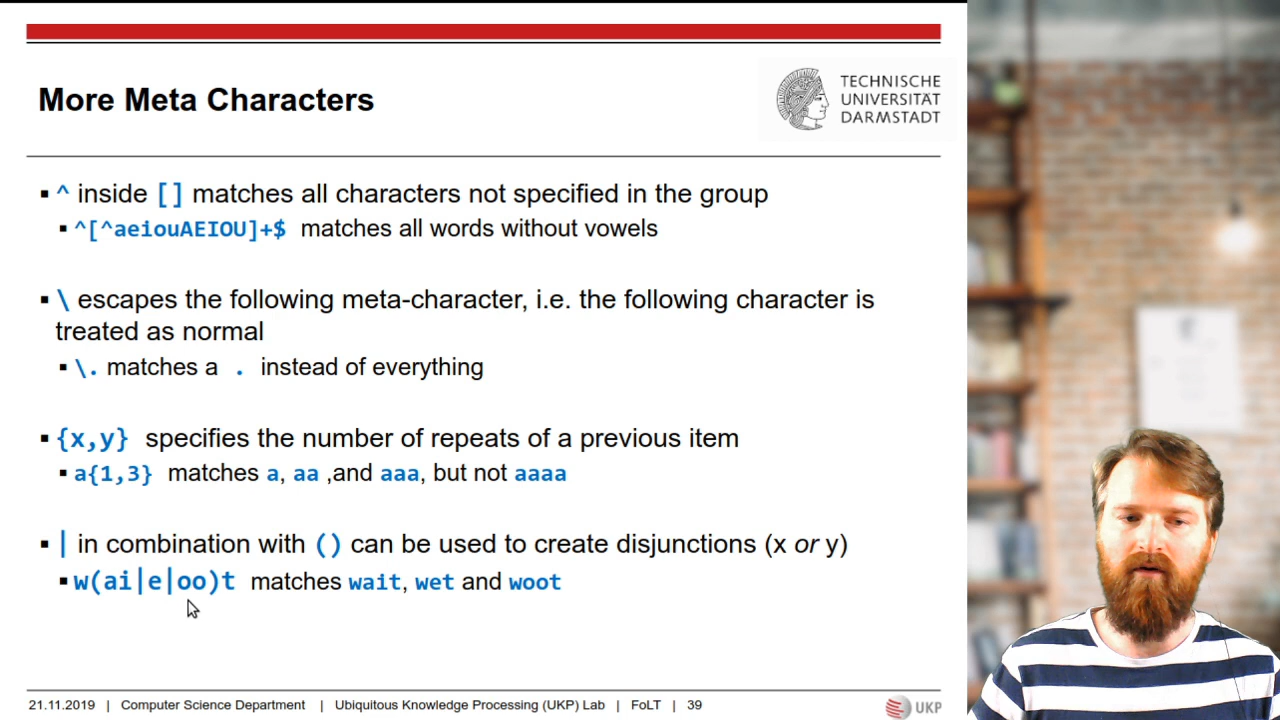 More Meta Characters
TECHNISCHE
UNIVERSITÄT
DARMSTADT
▪ ^ inside [] matches all characters not specified in the group
▪ ^[^aeiouAEIOU]+$ matches all words without vowels
▪ \ escapes the following meta-character, i.e. the following character is
treated as normal
▪ \. matches a . instead of everything
▪ {x,y} specifies the number of repeats of a previous item
▪ a{1,3} matches a, aa ,and aaa, but not aaaa
▪ | in combination with () can be used to create disjunctions (x or y)
▪ w(ai|e|oo)t matches wait, wet and woot
21.11.2019 | Computer Science Department | Ubiquitous Knowledge Processing (UKP) Lab | FoLT | 39
UKP